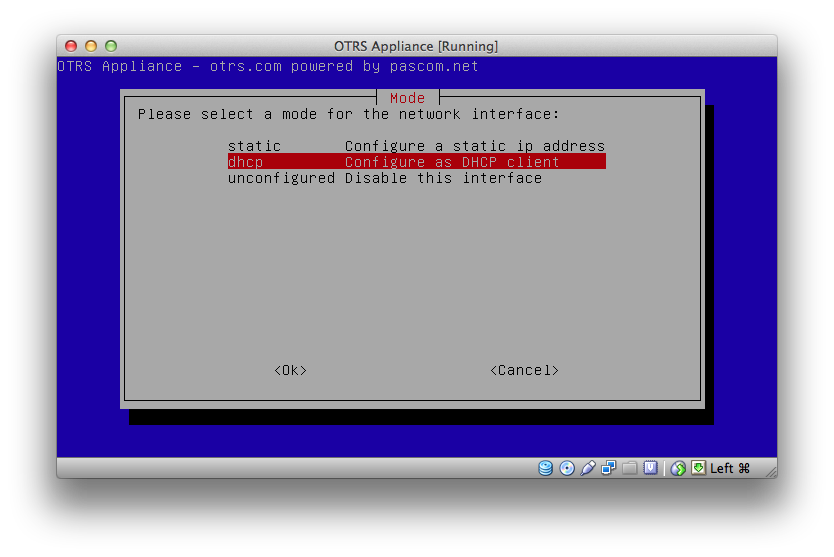 OTRS Appliance [Running]
OTRS Appliance - otrs.com powered by pascom.net
Mode
Please select a mode for the network interface:
static Configure a static ip address
dhcp Configure as DHCP client
unconfigured Disable this interface
<Ok> <Cancel>
Left ⌘